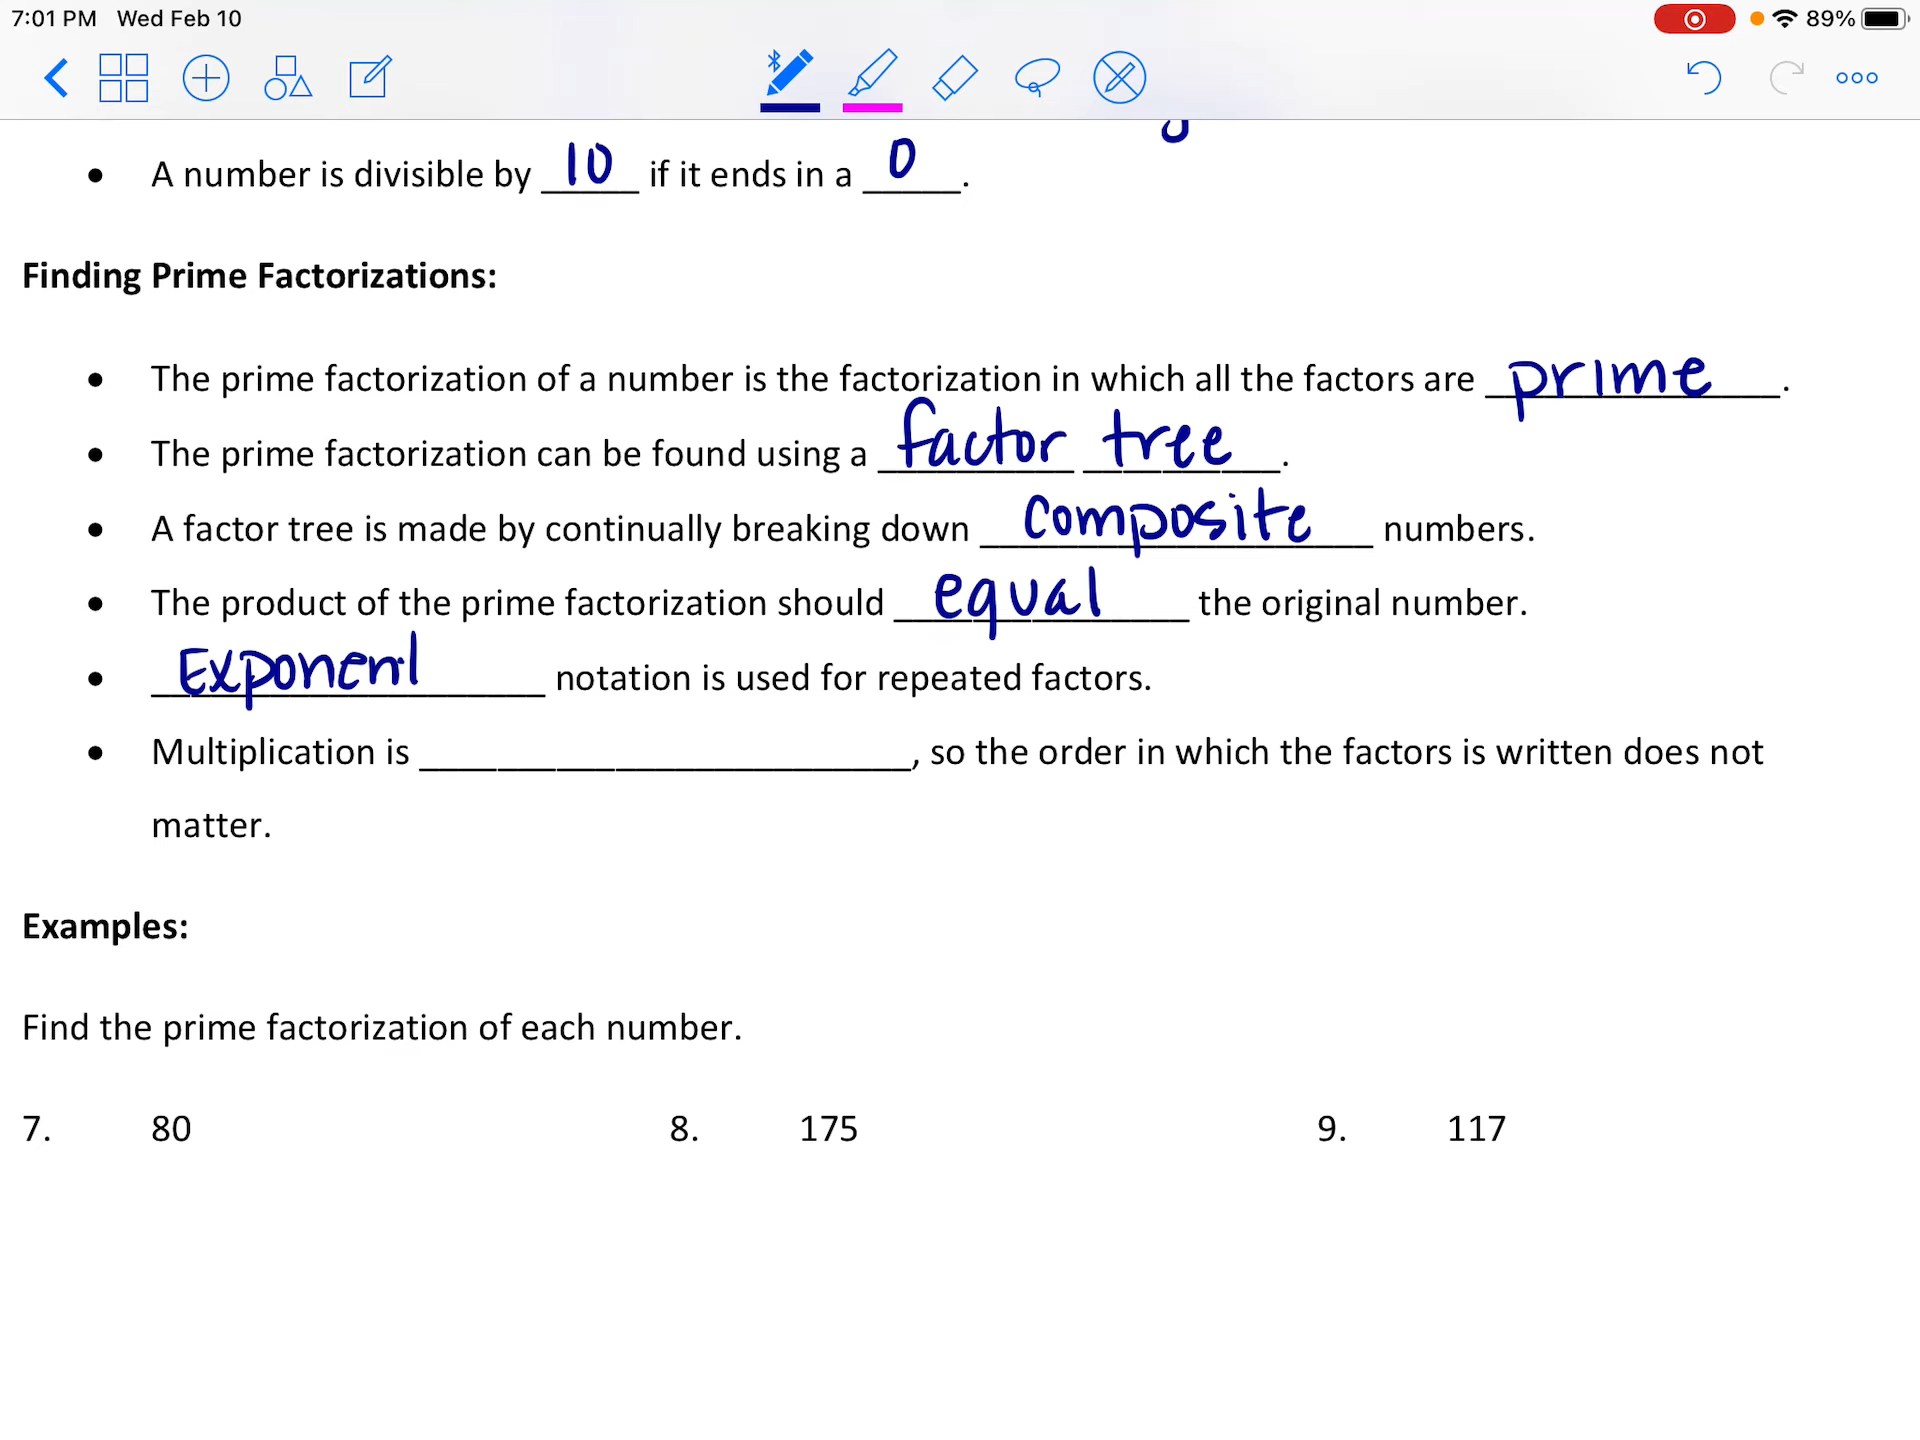 7:01 PM Wed Feb 10 89%
• A number is divisible by 10 if it ends in a 0.
Finding Prime Factorizations:
• The prime factorization of a number is the factorization in which all the factors are prime.
• The prime factorization can be found using a factor tree.
• A factor tree is made by continually breaking down composite numbers.
• The product of the prime factorization should equal the original number.
• Exponent notation is used for repeated factors.
• Multiplication is _________________________, so the order in which the factors is written does not
matter.
Examples:
Find the prime factorization of each number.
7. 80 8. 175 9. 117